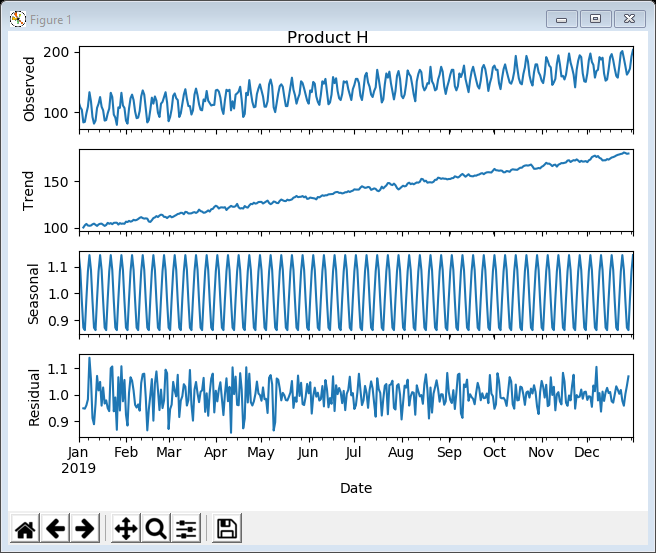 Figure 1
Product H
Observed
200
100
Trend
150
100
Seasonal
1.1
1.0
0.9
Residual
1.1
1.0
0.9
Jan Feb Mar Apr May Jun Jul Aug Sep Oct Nov Dec
2019
Date